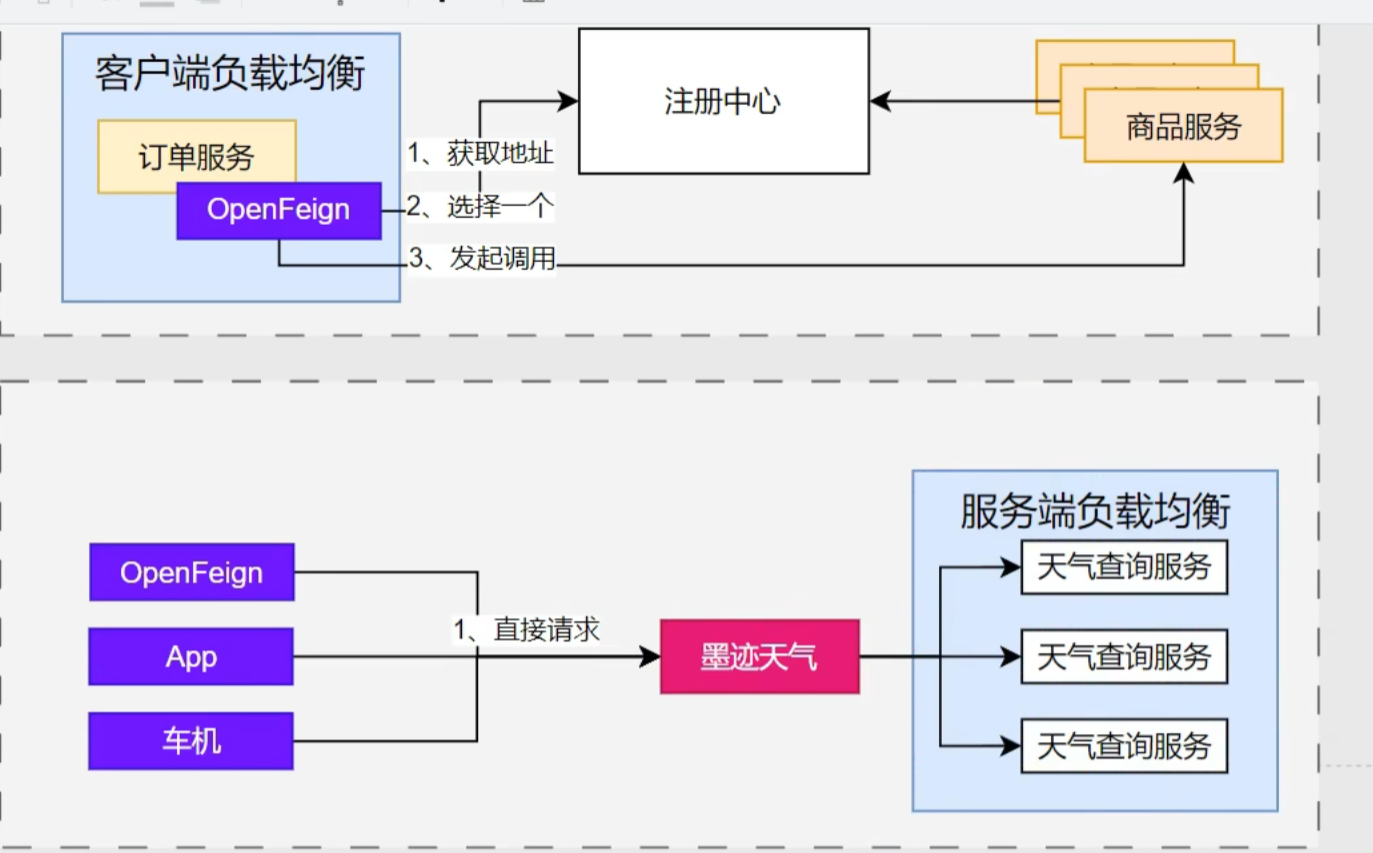 客户端负载均衡
订单服务
OpenFeign
1、获取地址
2、选择一个
3、发起调用
注册中心
商品服务
OpenFeign
App
车机
1、直接请求
墨迹天气
服务端负载均衡
天气查询服务
天气查询服务
天气查询服务